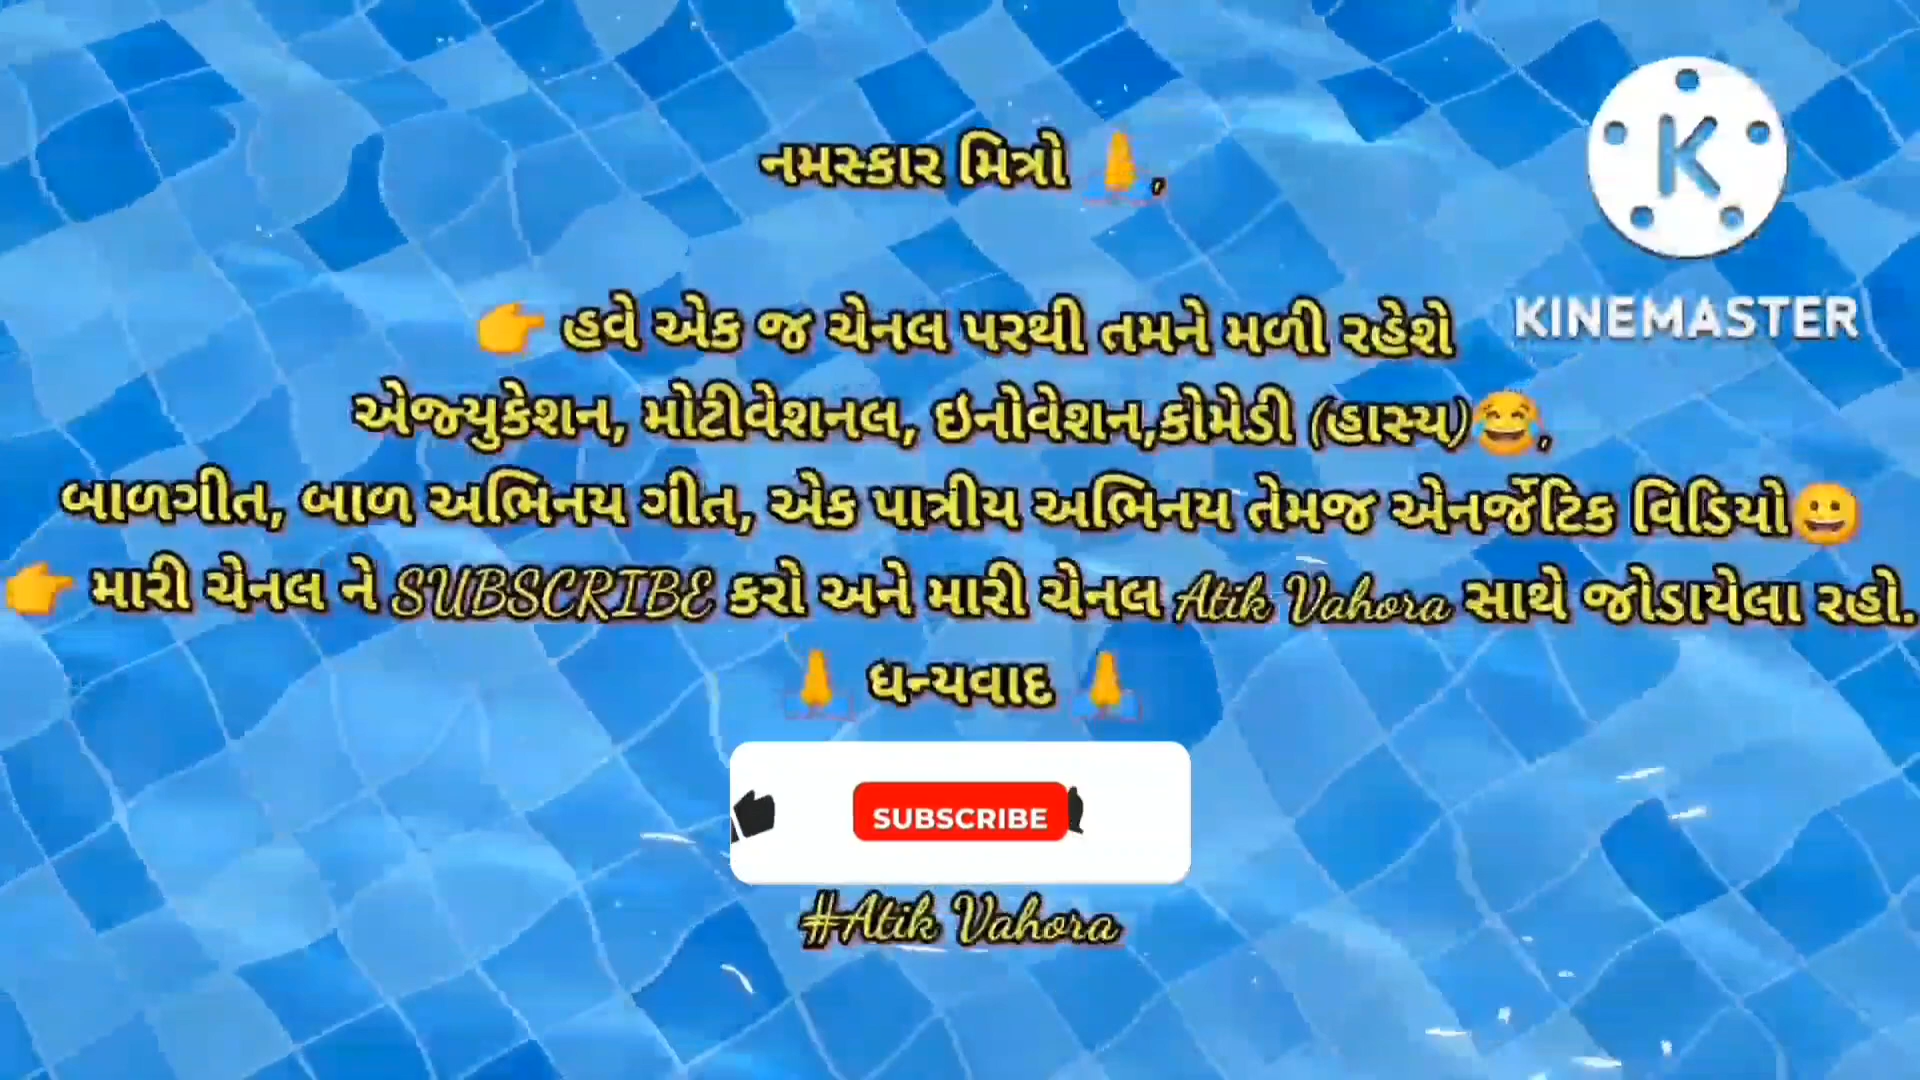 નમસ્કાર મિત્રો 🙏,
KINEMASTER
👉 હવે એક જ ચેનલ પરથી તમને મળી રહેશે
એજ્યુકેશન, મોટીવેશનલ, ઇનોવેશન,કોમેડી (હાસ્ય)😂,
બાળગીત, બાળ અભિનય ગીત, એક પાત્રીય અભિનય તેમજ એનર્જેટિક વિડિયો😀
👉 મારી ચેનલ ને SUBSCRIBE કરો અને મારી ચેનલ Atik Vahora સાથે જોડાયેલા રહો.
🙏 ધન્યવાદ 🙏
SUBSCRIBE
#Atik Vahora